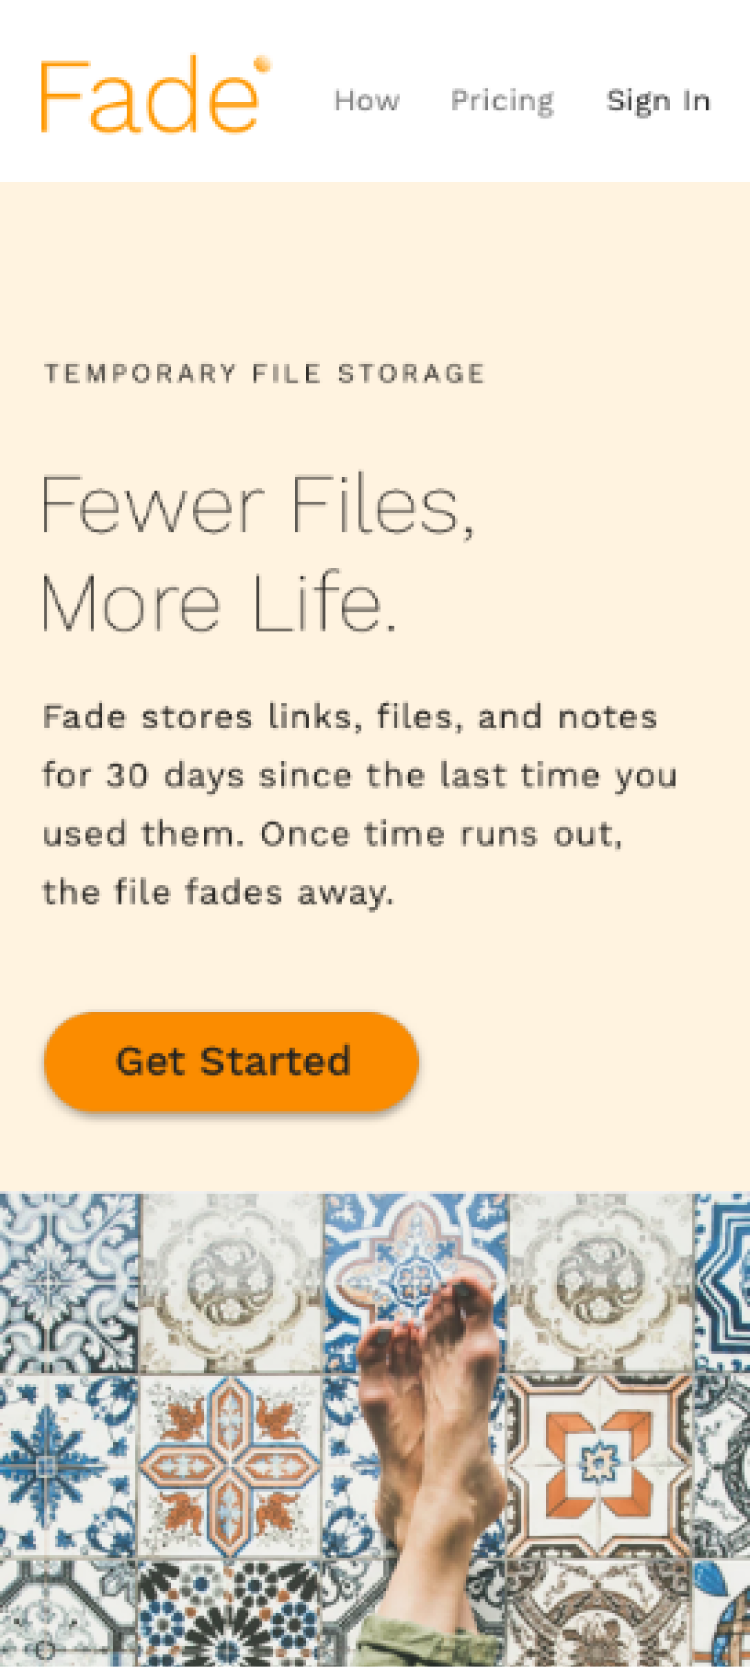 Fade
How
Pricing
Sign In
TEMPORARY FILE STORAGE
Fewer Files,
More Life.
Fade stores links, files, and notes
for 30 days since the last time you
used them. Once time runs out,
the file fades away.
Get Started